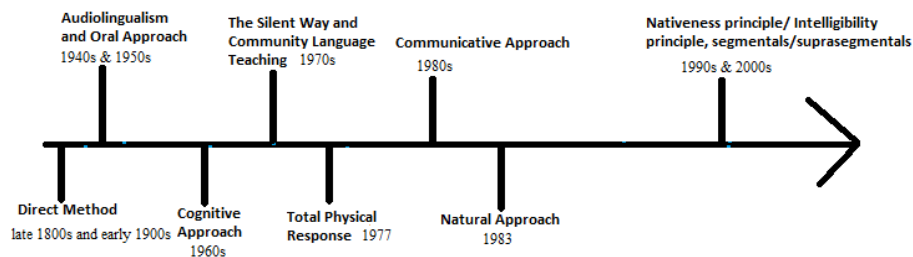 Audiolingualism
and Oral Approach
1940s & 1950s
The Silent Way and
Community Language
Teaching 1970s
Communicative Approach
1980s
Nativeness principle/ Intelligibility
principle, segmentals/suprasegmentals
1990s & 2000s
Direct Method
late 1800s and early 1900s
Cognitive
Approach
1960s
Total Physical
Response 1977
Natural Approach
1983